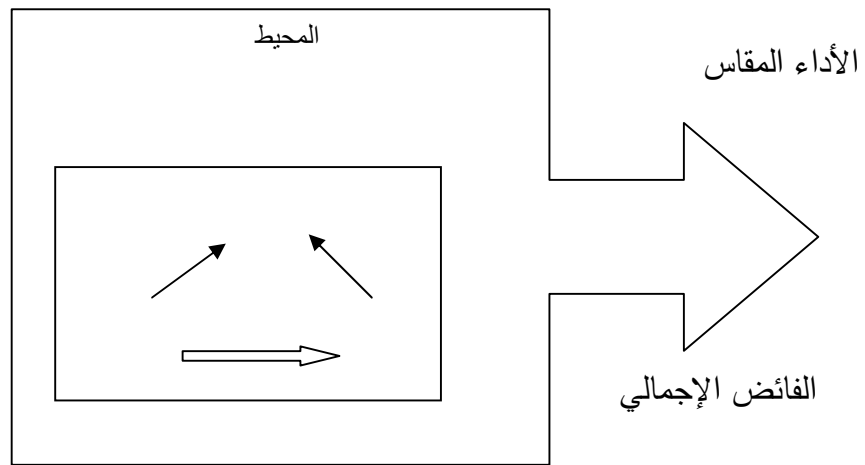 المحيط
الأداء المقاس
الفائض الإجمالي